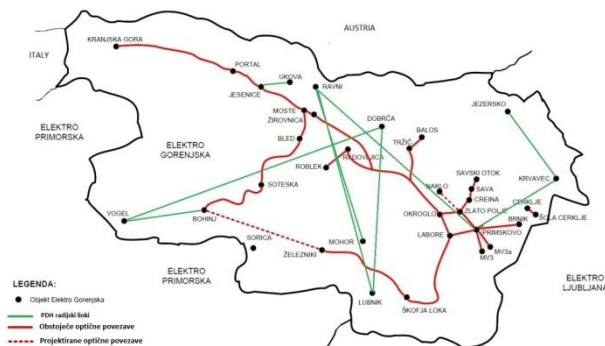 AUSTRIA
KRANJSKA GORA
ITALY
PORTAL
UKOVA
RAVNI
JESENICE
JEZERSKO
MOSTE
DOBRČA
ŽIROVNICA
BALOS
ELEKTRO
PRIMORSKA
ELEKTRO
GORENJSKA
BLED
TRŽIČ
RADOVLJICA
ROBLEK
SAVSKI OTOK
KRVAVEC
SOTESKA
NAKLO
SAVA
CREINA
CERKLJE
VOGEL
BOHINJ
OKROGLO
ZLATO POLJE
ŠOLA CERKLJE
BRNIK
PRIMSKOVO
LABORE
SORICA
MOHOR
ŽELEZNIKI
MV3a
MV3
ELEKTRO
PRIMORSKA
ELEKTRO
LJUBLJANA
LUBNIK
ŠKOFJA LOKA
LEGENDA:
Objekt Elektro Gorenjska
PDH radijski linki
Obstoječe optične povezave
Projektirane optične povezave